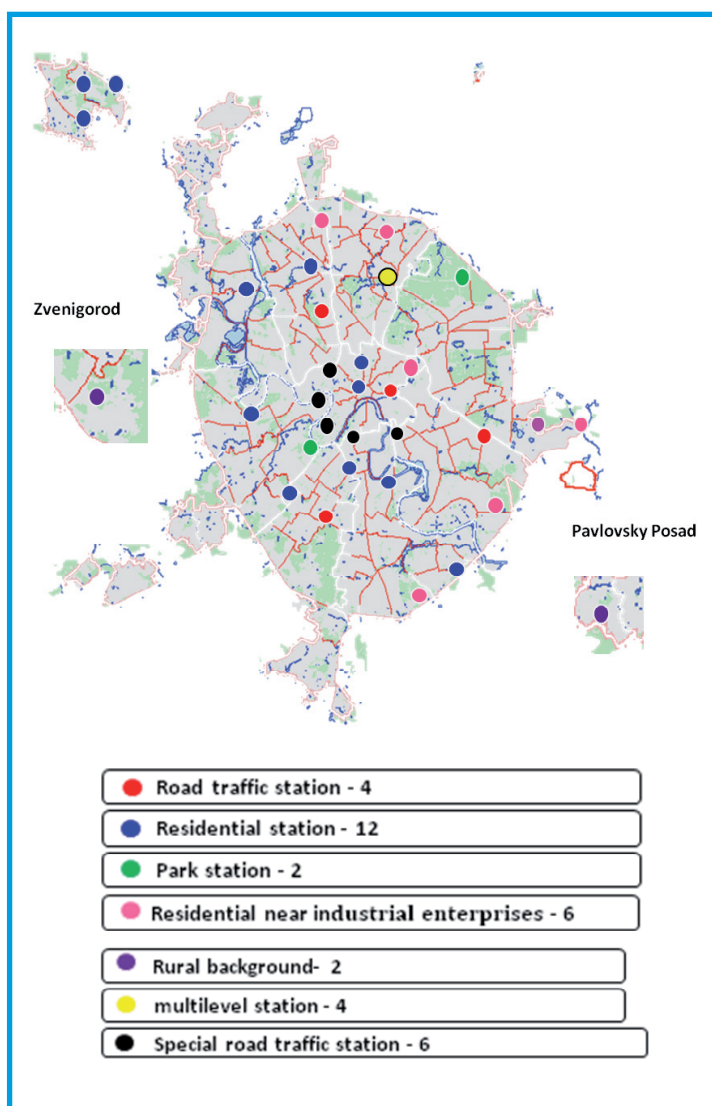 Zvenigorod
Pavlovsky Posad
Road traffic station - 4
Residential station - 12
Park station - 2
Residential near industrial enterprises - 6
Rural background- 2
multilevel station - 4
Special road traffic station - 6